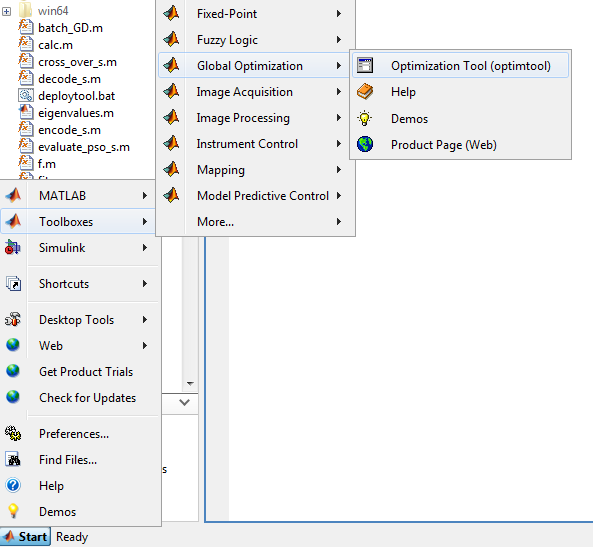 win64
batch_GD.m
calc.m
cross_over_s.m
decode_s.m
deploytool.bat
eigenvalues.m
encode_s.m
evaluate_pso_s.m
f.m
Fixed-Point
Fuzzy Logic
Global Optimization
Image Acquisition
Image Processing
Instrument Control
Mapping
Model Predictive Control
More...
Optimization Tool (optimtool)
Help
Demos
Product Page (Web)
MATLAB
Toolboxes
Simulink
Shortcuts
Desktop Tools
Web
Get Product Trials
Check for Updates
Preferences...
Find Files...
Help
Demos
s
Start Ready